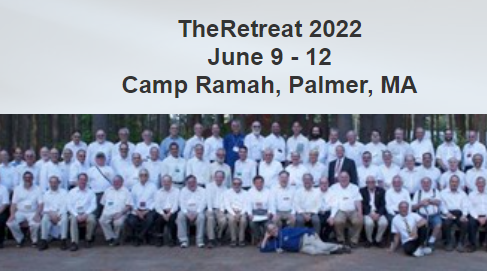 TheRetreat 2022
June 9 - 12
Camp Ramah, Palmer, MA